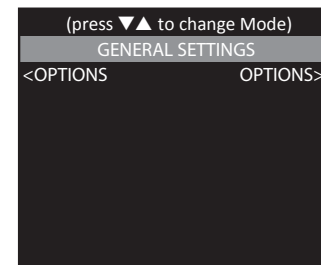 (press ▼▲ to change Mode)
GENERAL SETTINGS
<OPTIONS OPTIONS>